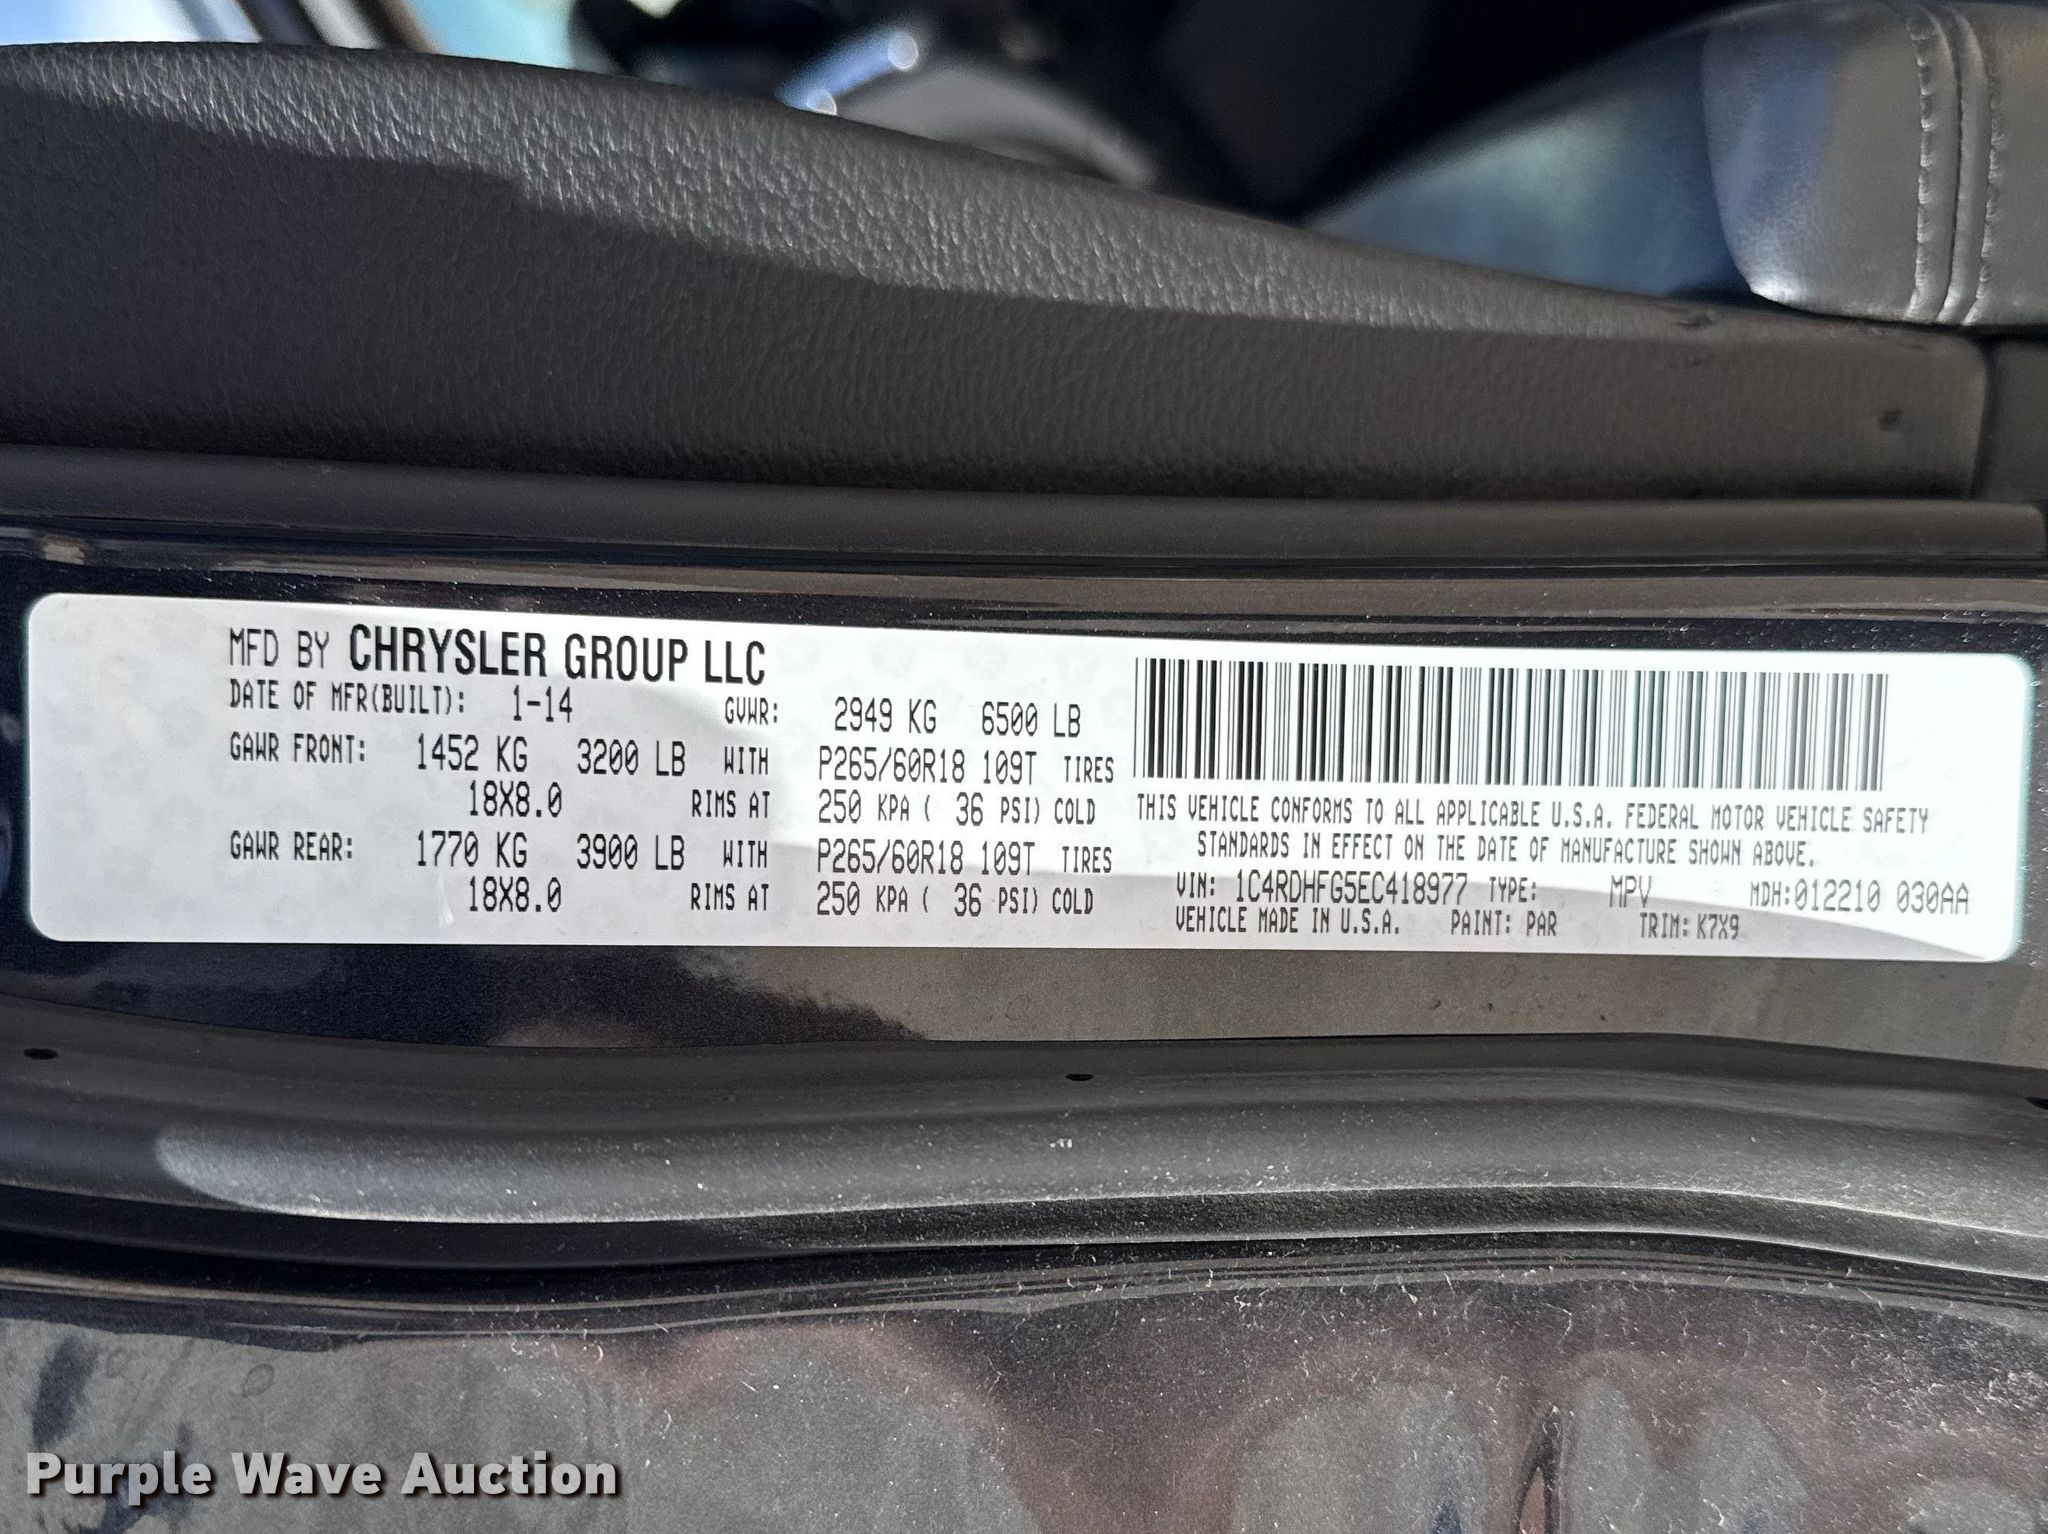 MFD BY CHRYSLER GROUP LLC
DATE OF MFR(BUILT): 1-14 GVWR: 2949 KG 6500 LB
GAWR FRONT: 1452 KG 3200 LB WITH P265/60R18 109T TIRES
18X8.0 RIMS AT 250 KPA ( 36 PSI) COLD
GAWR REAR: 1770 KG 3900 LB WITH P265/60R18 109T TIRES
18X8.0 RIMS AT 250 KPA ( 36 PSI) COLD
THIS VEHICLE CONFORMS TO ALL APPLICABLE U.S.A. FEDERAL MOTOR VEHICLE SAFETY
STANDARDS IN EFFECT ON THE DATE OF MANUFACTURE SHOWN ABOVE.
VIN: 1C4RDHFG5EC418977 TYPE: MPV MDH:012210 030AA
VEHICLE MADE IN U.S.A. PAINT: PAR TRIM: K7X9
Purple Wave Auction